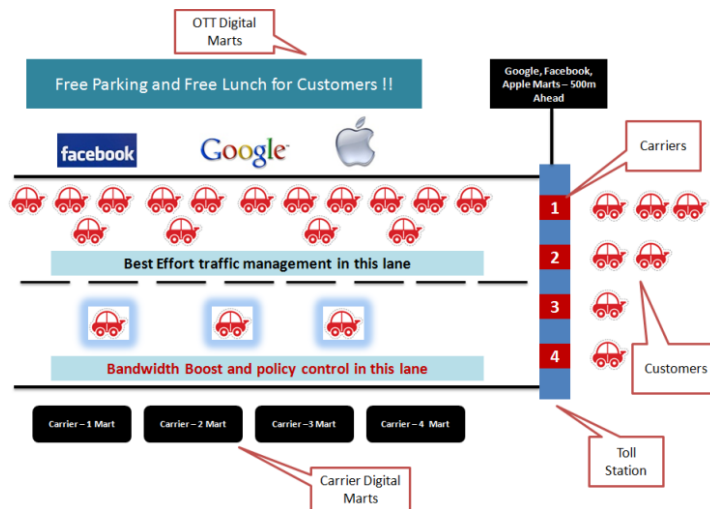 OTT Digital
Marts
Free Parking and Free Lunch for Customers !!
Google, Facebook,
Apple Marts – 500m
Ahead
facebook
Google
Carriers
1
2
3
4
Best Effort traffic management in this lane
Bandwidth Boost and policy control in this lane
Customers
Carrier – 1 Mart
Carrier – 2 Mart
Carrier –3 Mart
Carrier – 4 Mart
Toll
Station
Carrier Digital
Marts